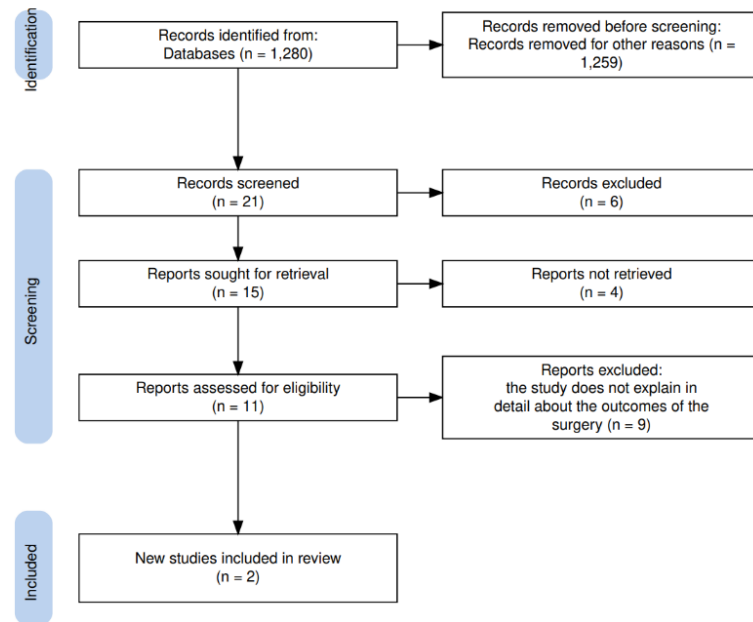 Identification
Records identified from:
Databases (n = 1,280)
Records removed before screening:
Records removed for other reasons (n =
1,259)
Screening
Records screened
(n = 21)
Records excluded
(n = 6)
Reports sought for retrieval
(n = 15)
Reports not retrieved
(n = 4)
Reports assessed for eligibility
(n = 11)
Reports excluded:
the study does not explain in
detail about the outcomes of the
surgery (n = 9)
Included
New studies included in review
(n = 2)